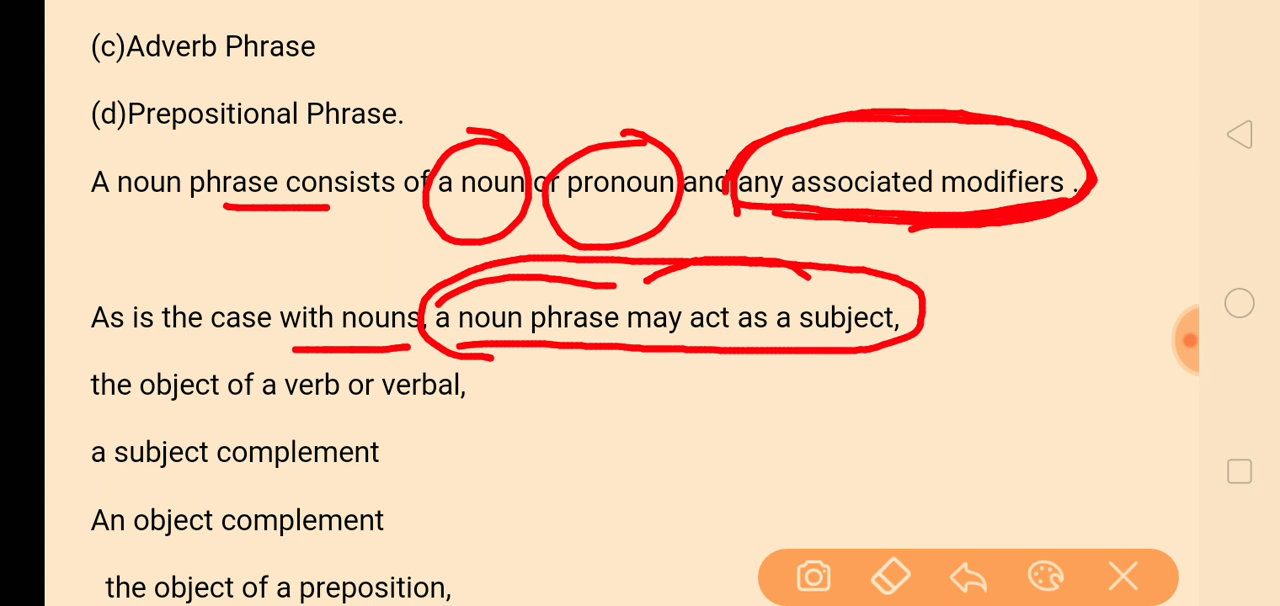 (c)Adverb Phrase
(d)Prepositional Phrase.
A noun phrase consists of a noun or pronoun and any associated modifiers .
As is the case with nouns, a noun phrase may act as a subject,
the object of a verb or verbal,
a subject complement
An object complement
the object of a preposition,